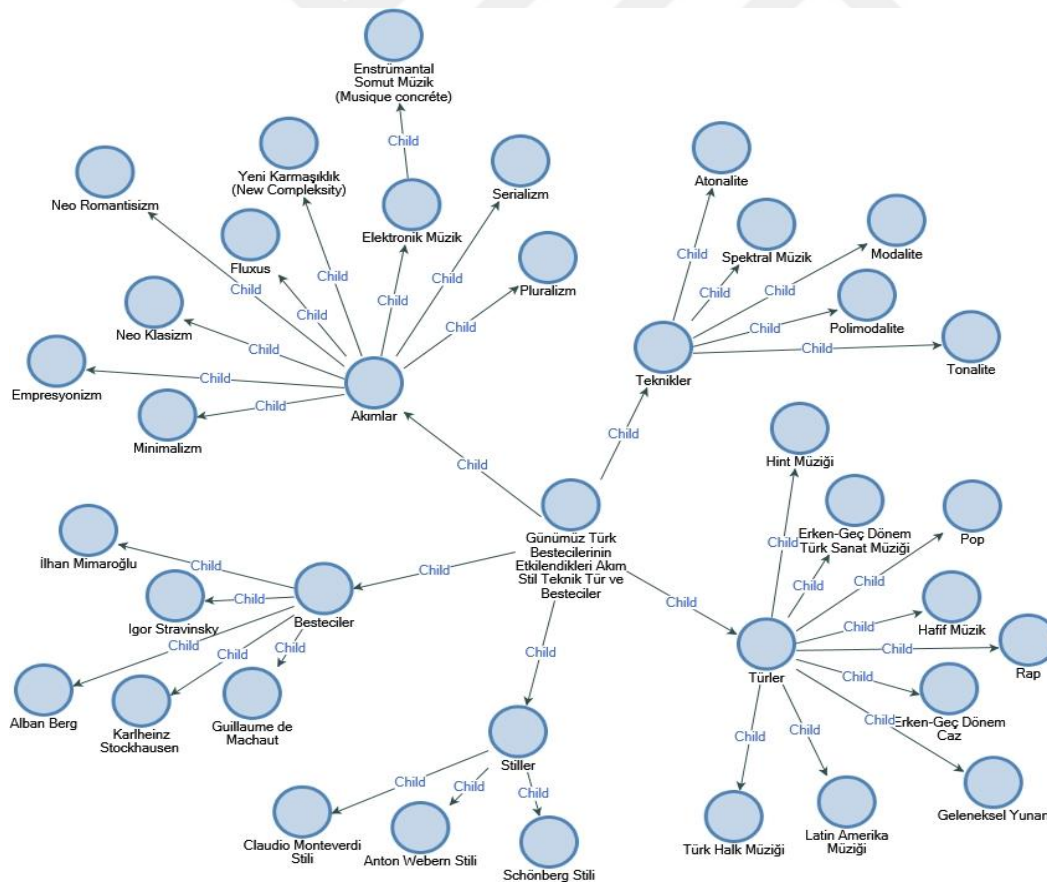 Enstrümantal
Somut Müzik
(Musique concréte)
Child
Yeni Karmaşıklık
(New Compleksity)
Neo Romantisizm
Serializm
Elektronik Müzik
Fluxus
Pluralizm
Child
Child
Child
Child
Child
Child
Neo Klasizm
Child
Empresyonizm
Child
Minimalizm
Child
Akımlar
Child
Atonalite
Spektral Müzik
Modalite
Polimodalite
Tonalite
Child
Child
Child
Child
Child
Teknikler
Child
Günümüz Türk
Bestecilerinin
Etkilendikleri Akım
Stil Teknik Tür ve
Besteciler
Child
Child
Child
Hint Müziği
Erken-Geç Dönem
Türk Sanat Müziği
Pop
Hafif Müzik
Rap
Child
Child
Child
Child
Child
Türler
Child
Child
Child
Child
Erken-Geç Dönem
Caz
Geleneksel Yunan
Latin Amerika
Müziği
Türk Halk Müziği
İlhan Mimaroğlu
Child
Igor Stravinsky
Child
Besteciler
Child
Child
Child
Alban Berg
Karlheinz
Stockhausen
Guillaume de
Machaut
Stiller
Child
Child
Child
Claudio Monteverdi
Stili
Anton Webern Stili
Schönberg Stili